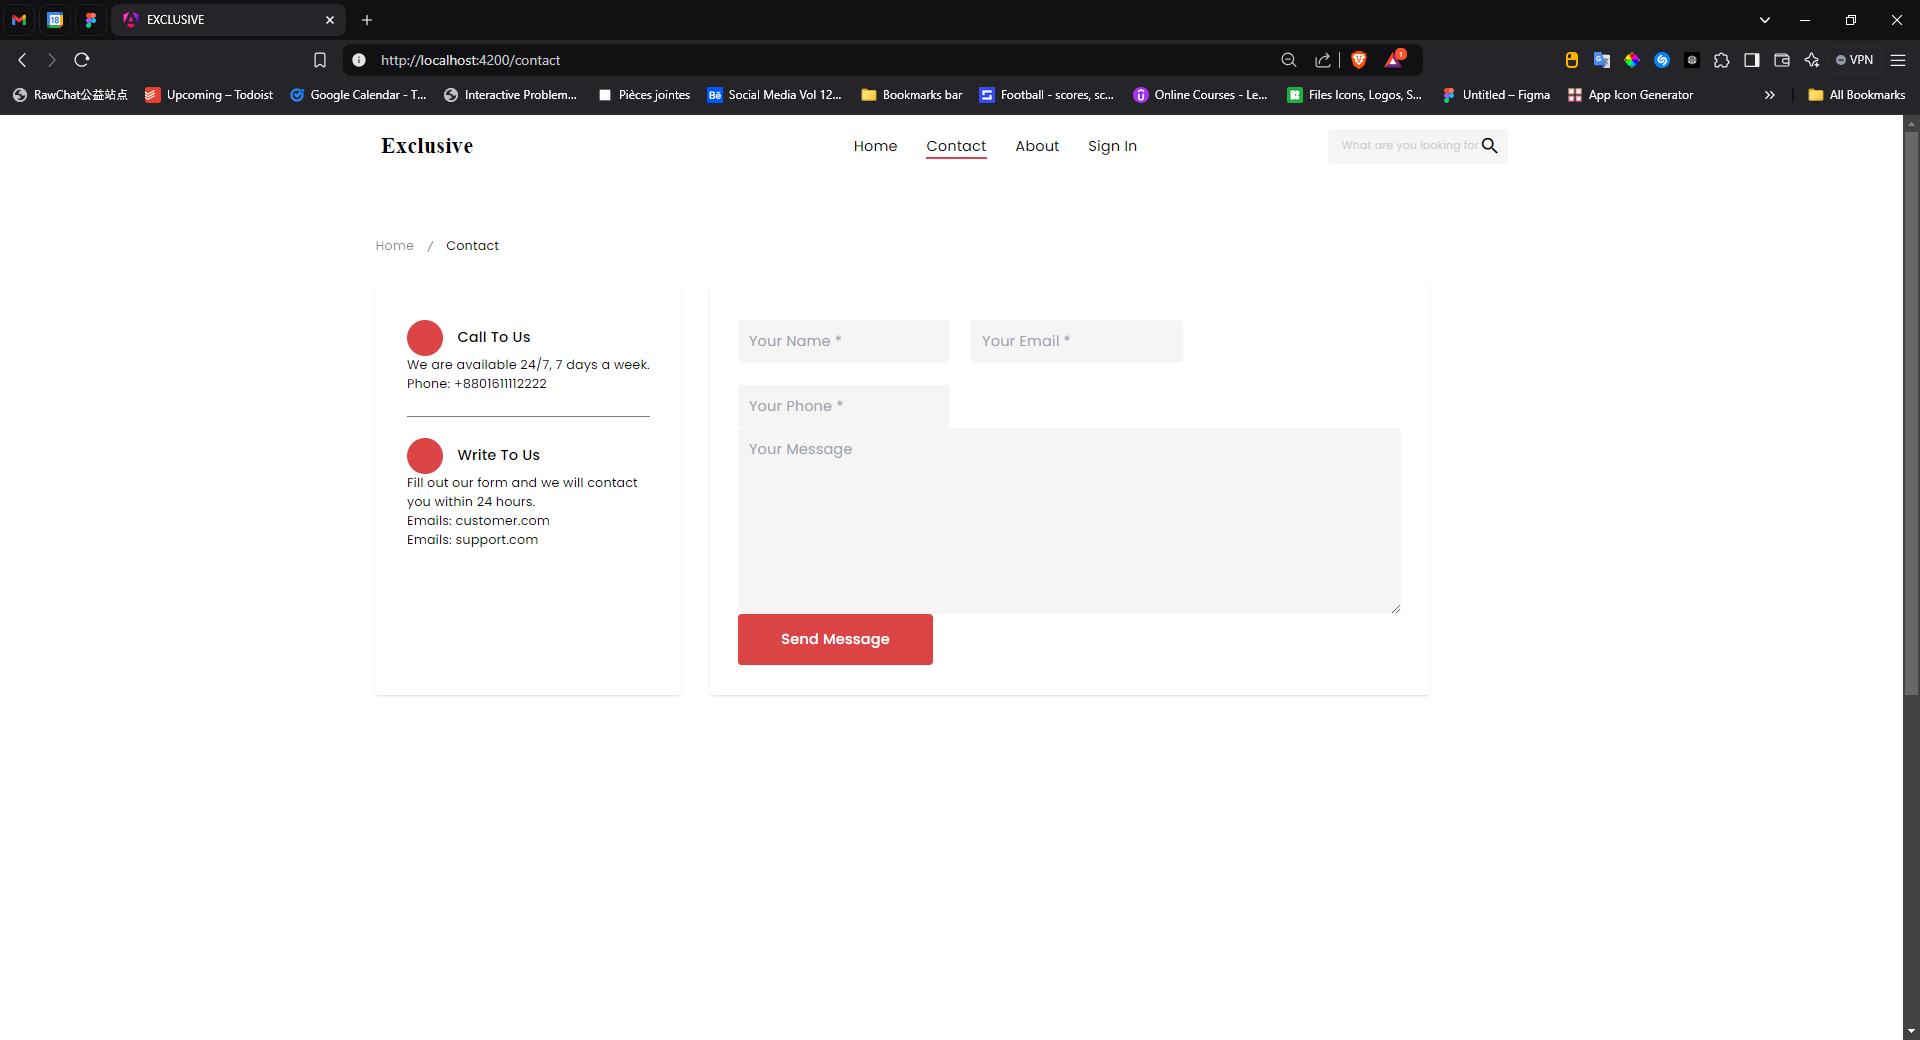 EXCLUSIVE
http://localhost:4200/contact
1
VPN
RawChat公益站点
Upcoming – Todoist
Google Calendar - T...
Interactive Problem...
Pièces jointes
Bē Social Media Vol 12...
Bookmarks bar
Football - scores, sc...
Online Courses - Le...
Files Icons, Logos, S...
Untitled – Figma
App Icon Generator
All Bookmarks
Exclusive
Home
Contact
About
Sign In
What are you looking for
Home / Contact
Call To Us
We are available 24/7, 7 days a week.
Phone: +8801611112222
Write To Us
Fill out our form and we will contact
you within 24 hours.
Emails: customer.com
Emails: support.com
Your Name *
Your Email *
Your Phone *
Your Message
Send Message